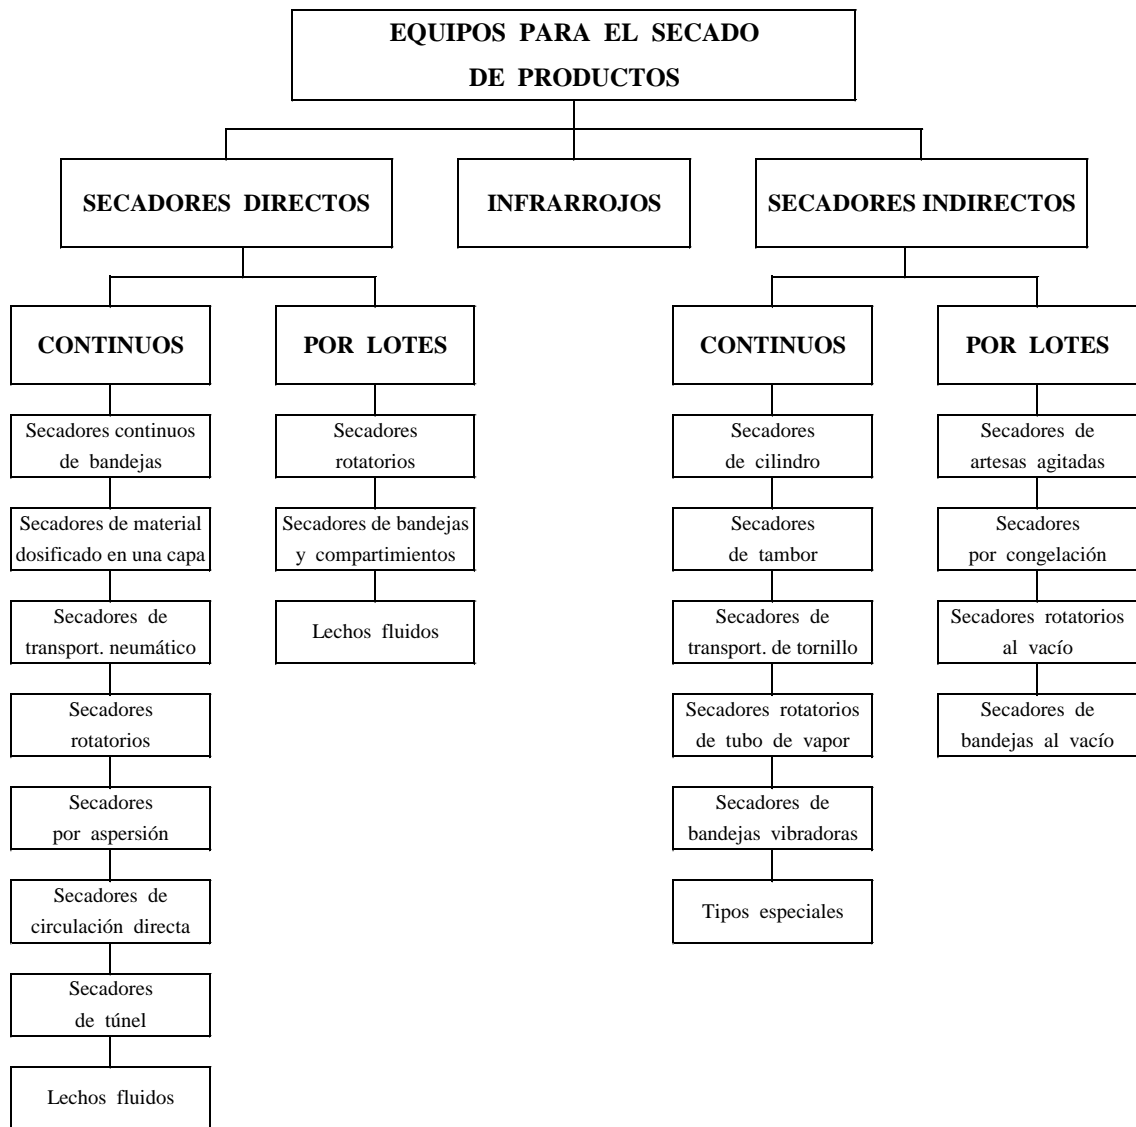 EQUIPOS PARA EL SECADO
DE PRODUCTOS
SECADORES DIRECTOS
INFRARROJOS
SECADORES INDIRECTOS
CONTINUOS
POR LOTES
CONTINUOS
POR LOTES
Secadores continuos
de bandejas
Secadores de material
dosificado en una capa
Secadores de
transport. neumático
Secadores
rotatorios
Secadores
por aspersión
Secadores de
circulación directa
Secadores
de túnel
Lechos fluidos
Secadores
rotatorios
Secadores de bandejas
y compartimientos
Lechos fluidos
Secadores
de cilindro
Secadores
de tambor
Secadores de
transport. de tornillo
Secadores rotatorios
de tubo de vapor
Secadores de
bandejas vibradoras
Tipos especiales
Secadores de
artesas agitadas
Secadores
por congelación
Secadores rotatorios
al vacío
Secadores de
bandejas al vacío